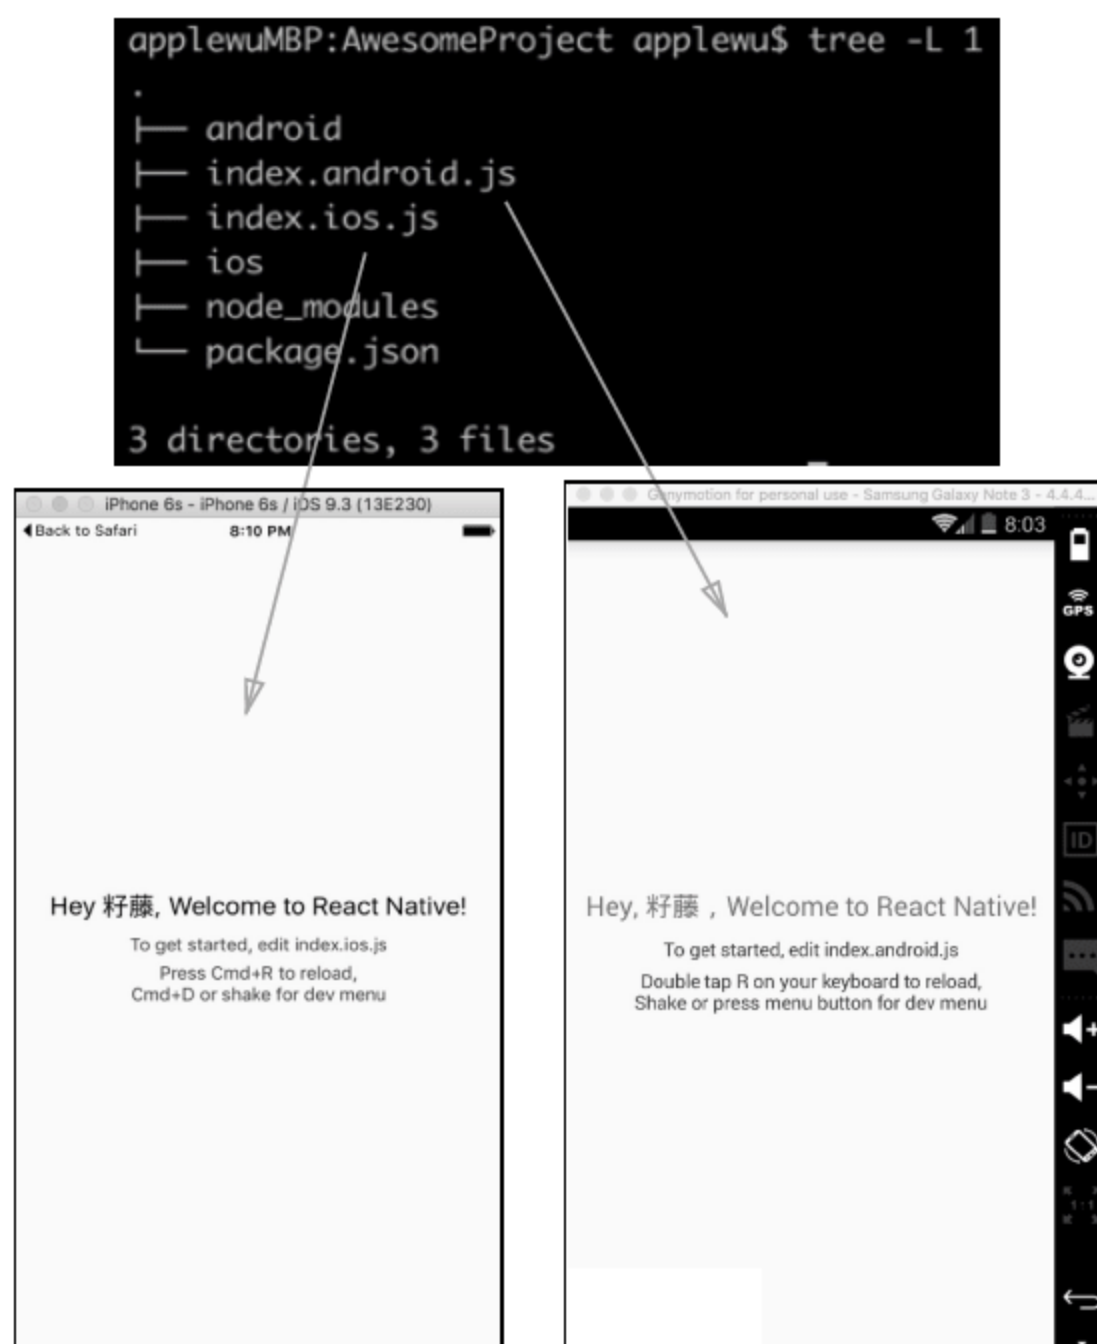 applewuMBP:AwesomeProject applewu$ tree -L 1
.
├── android
├── index.android.js
├── index.ios.js
├── ios
├── node_modules
└── package.json
3 directories, 3 files
iPhone 6s - iPhone 6s / iOS 9.3 (13E230)
Back to Safari 8:10 PM
Hey 籽藤, Welcome to React Native!
To get started, edit index.ios.js
Press Cmd+R to reload,
Cmd+D or shake for dev menu
Genymotion for personal use - Samsung Galaxy Note 3 - 4.4.4...
8:03
GPS
ID
Hey, 籽藤 , Welcome to React Native!
To get started, edit index.android.js
Double tap R on your keyboard to reload,
Shake or press menu button for dev menu
1:1